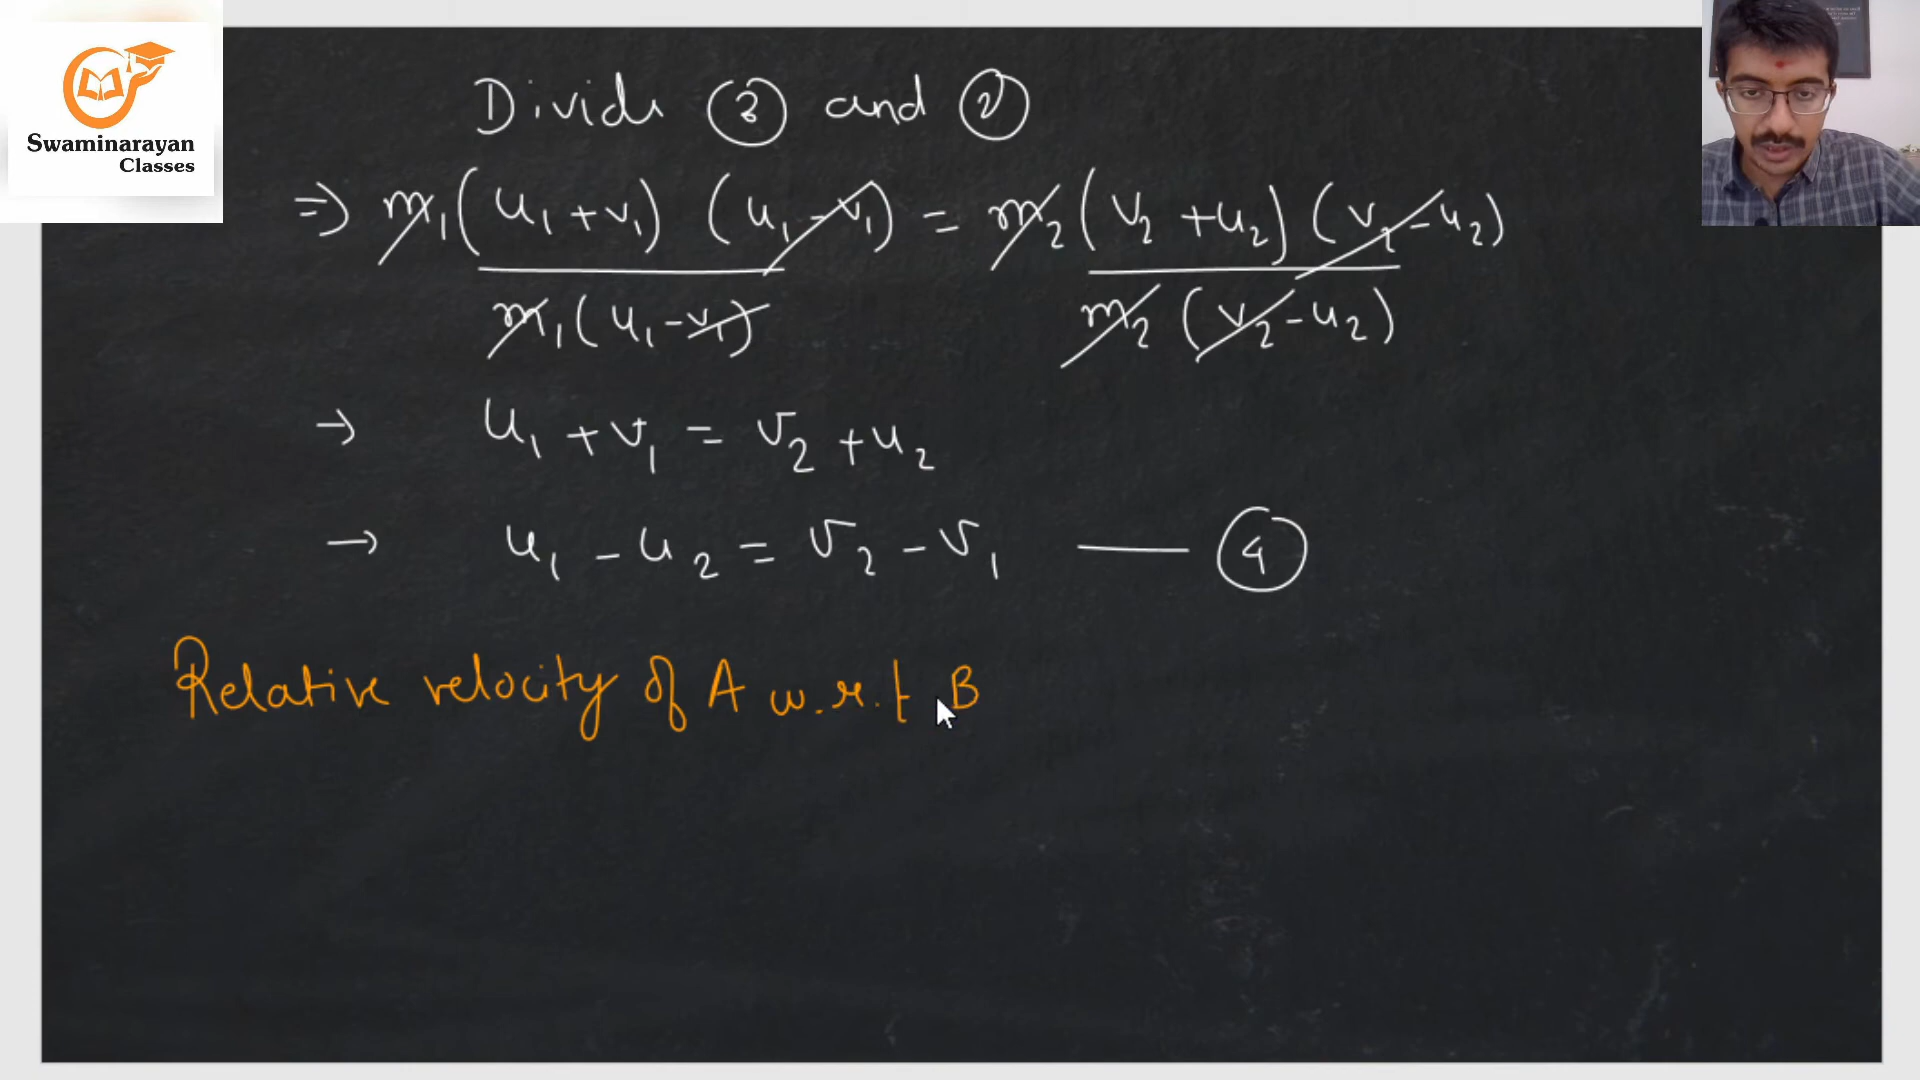 Swaminarayan
Classes
Divide ③ and ②
⇒ m₁(u₁+v₁) (u₁-v₁) = m₂(v₂+u₂)(v₂-u₂)
m₁(u₁-v₁) m₂(v₂-u₂)
→ u₁+v₁ = v₂+u₂
→ u₁-u₂ = v₂-v₁ — ④
Relative velocity of A w.r.t B